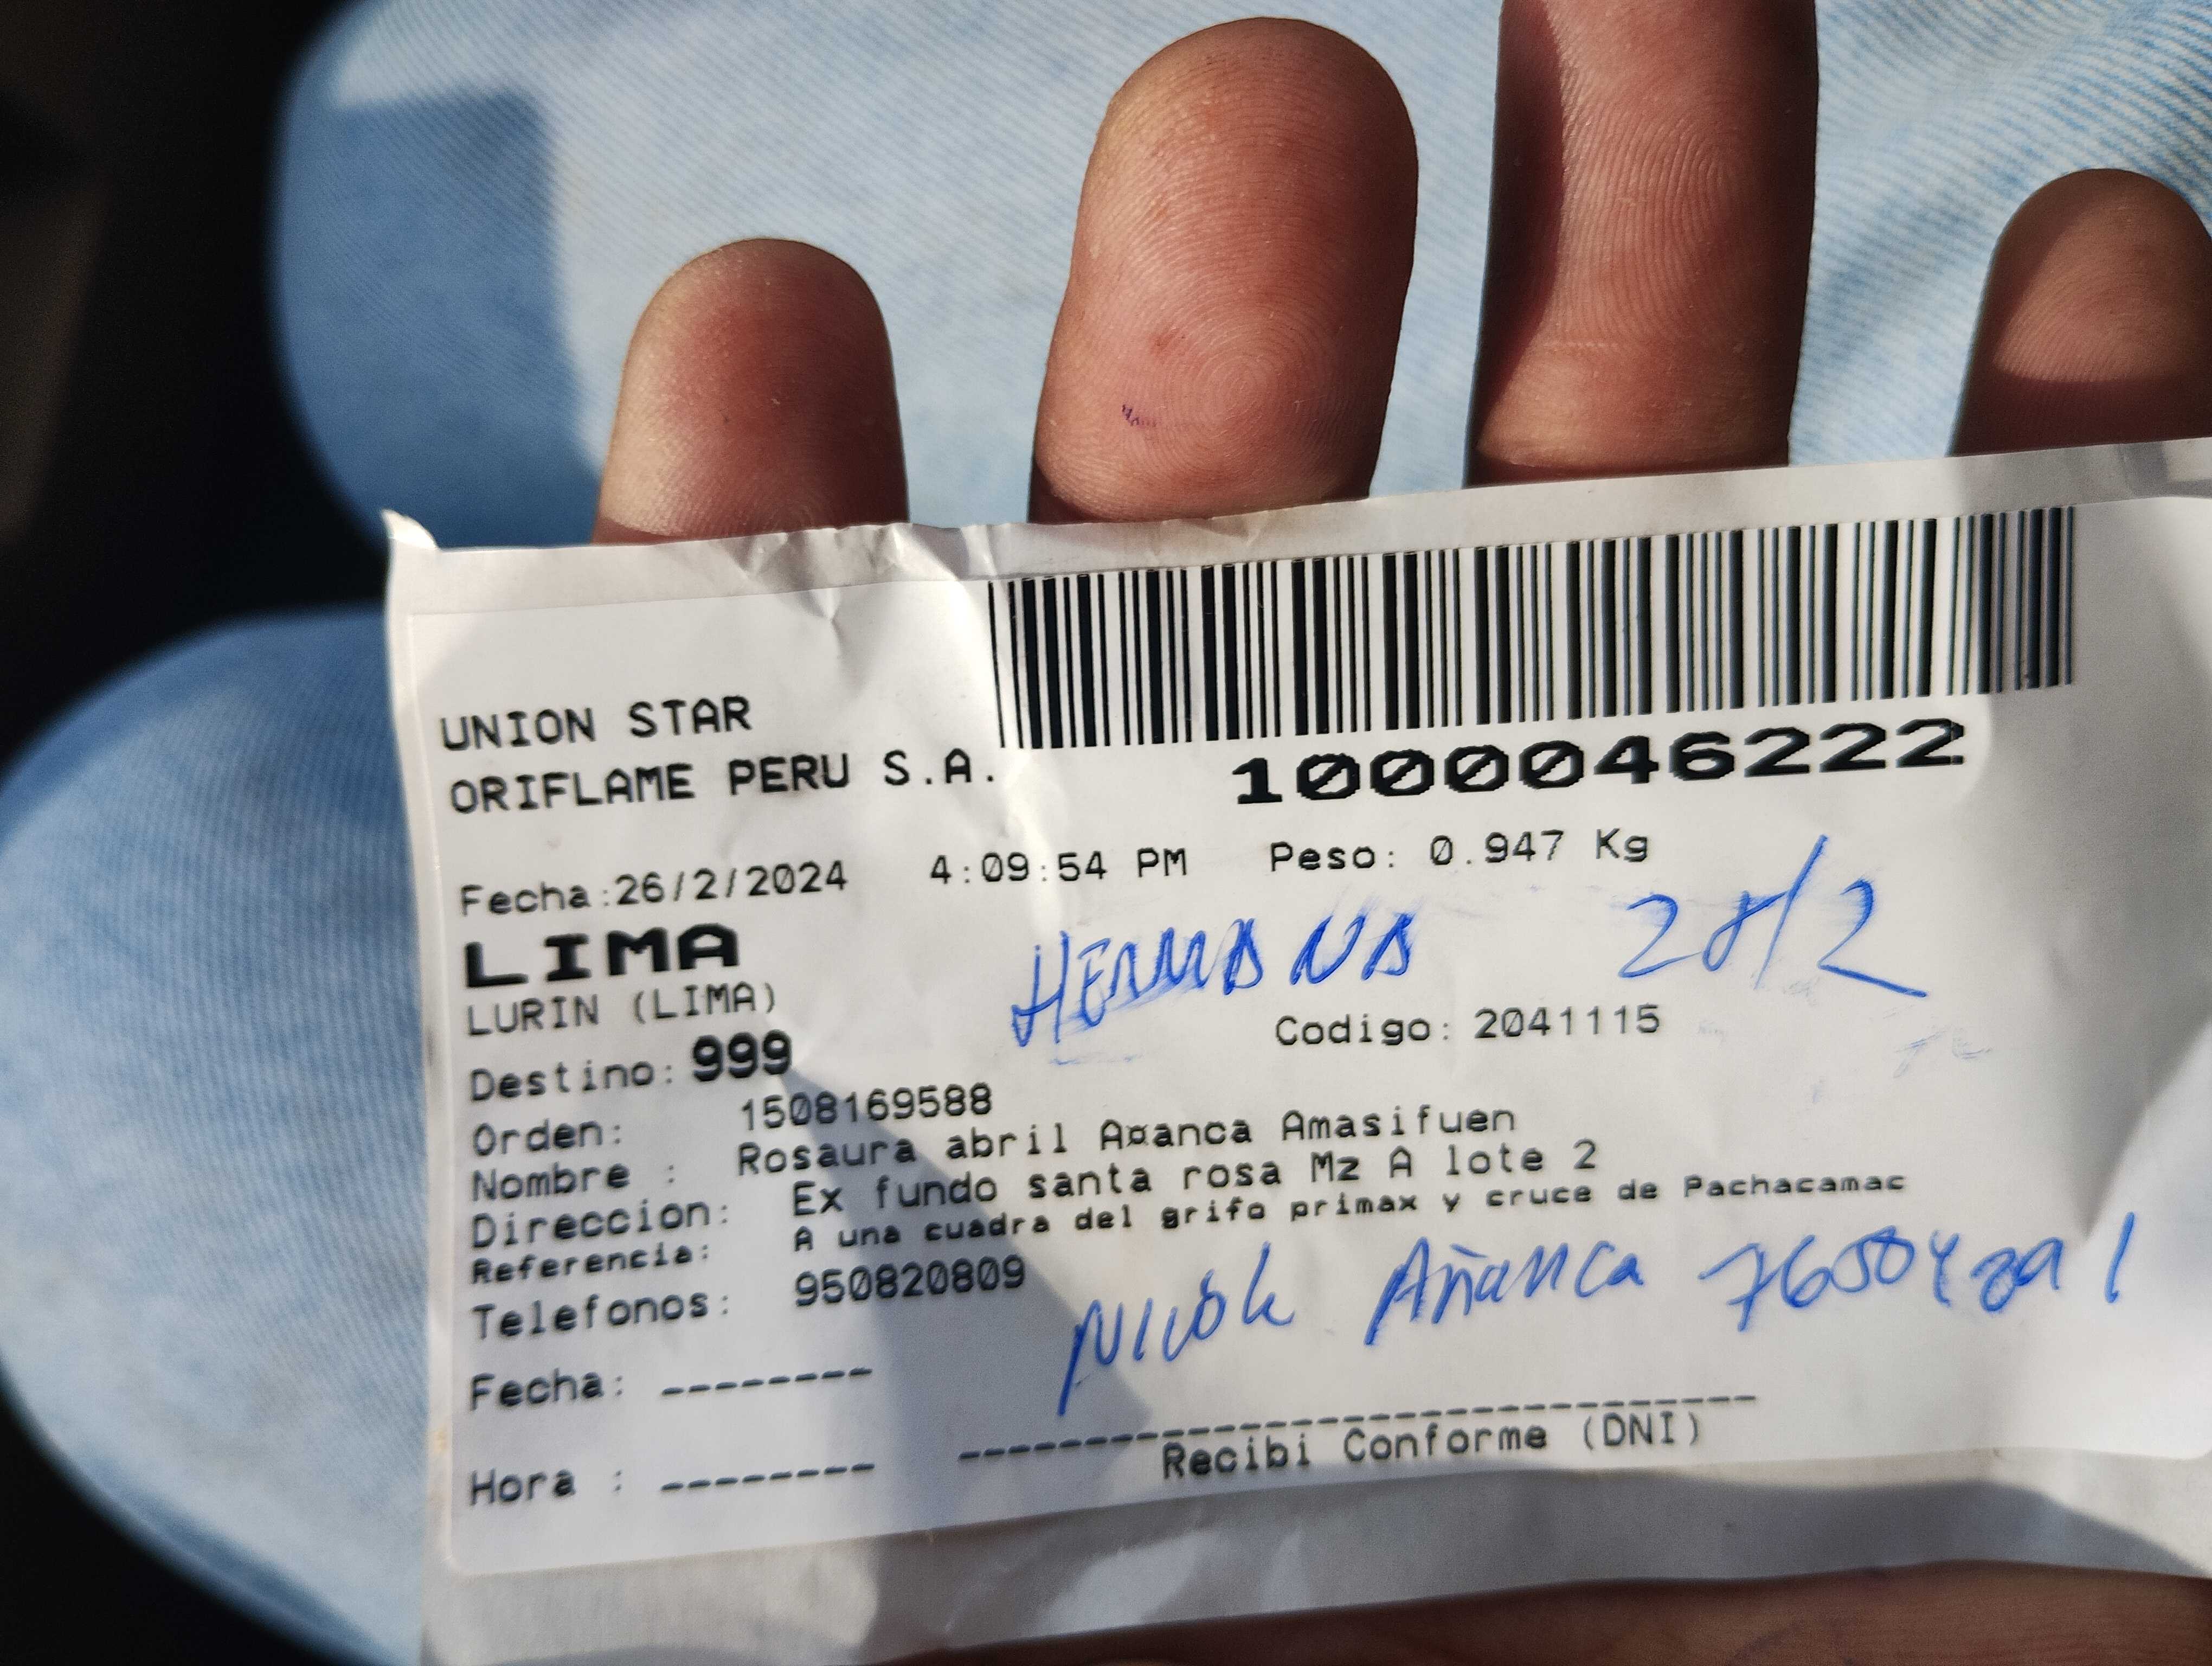 UNION STAR
ORIFLAME PERU S.A.
1000046222
Fecha:26/2/2024 4:09:54 PM Peso: 0.947 Kg
LIMA
HERMANA 28/2
LURIN (LIMA)
Codigo: 2041115
Destino: 999
Orden: 1508169588
Nombre : Rosaura abril A¤anca Amasifuen
Direccion: Ex fundo santa rosa Mz A lote 2
Referencia: A una cuadra del grifo primax y cruce de Pachacamac
Telefonos: 950820809
Nicole Añanca
Fecha: --------
Recibi Conforme (DNI)
Hora : --------